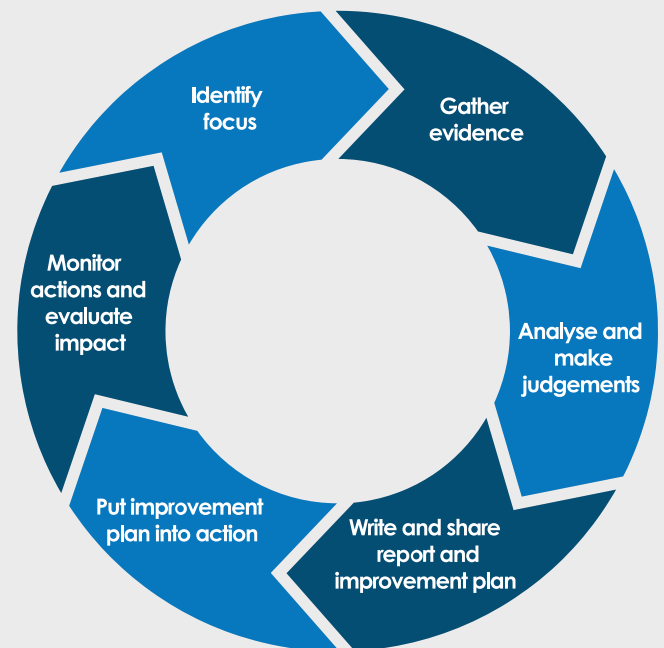 Identify
focus
Gather
evidence
Analyse and
make
judgements
Write and share
report and
improvement plan
Put improvement
plan into action
Monitor
actions and
evaluate
impact